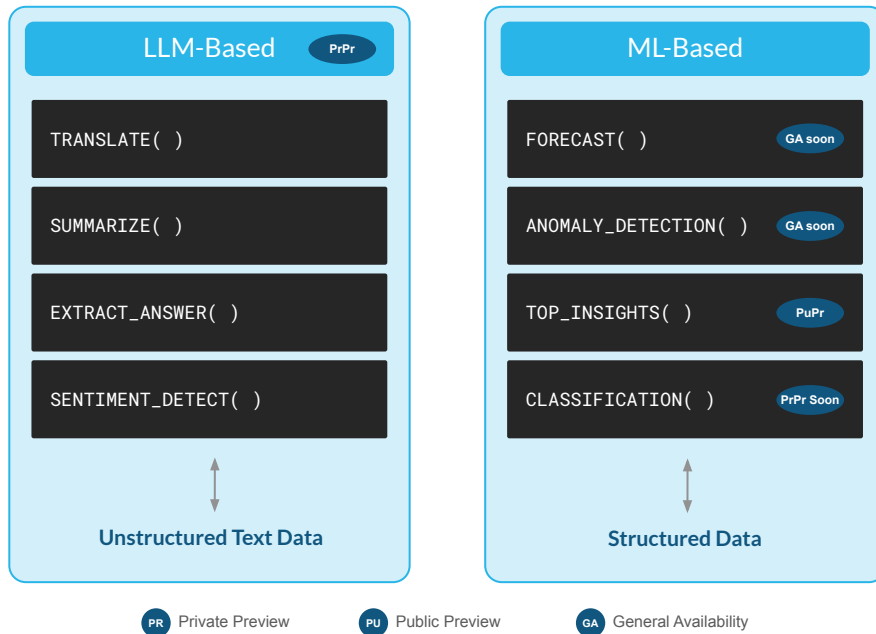 LLM-Based PrPr
TRANSLATE( )
SUMMARIZE( )
EXTRACT_ANSWER( )
SENTIMENT_DETECT( )
Unstructured Text Data
ML-Based
FORECAST( ) GA soon
ANOMALY_DETECTION( ) GA soon
TOP_INSIGHTS( ) PuPr
CLASSIFICATION( ) PrPr Soon
Structured Data
PR Private Preview
PU Public Preview
GA General Availability